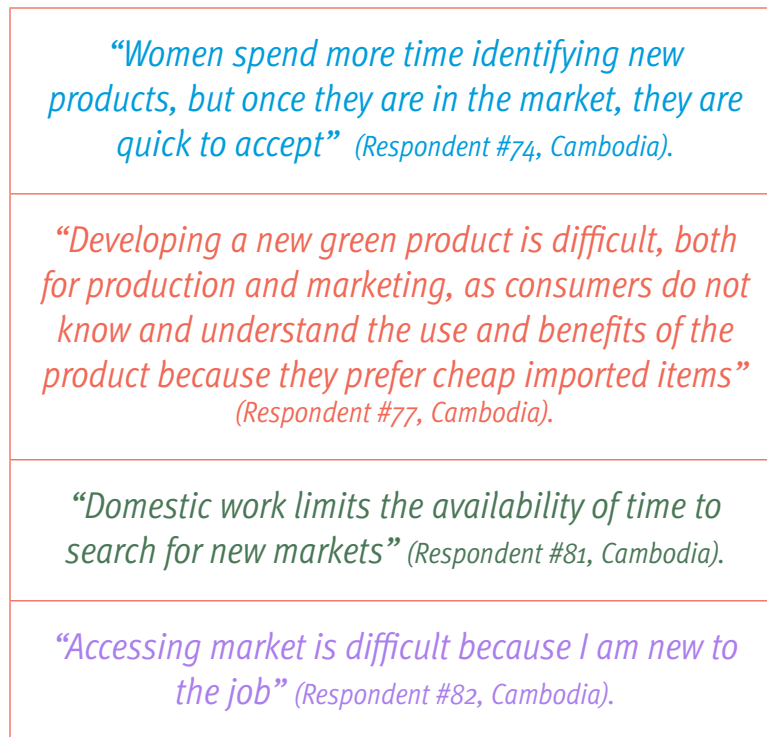 “Women spend more time identifying new
products, but once they are in the market, they are
quick to accept” (Respondent #74, Cambodia).
“Developing a new green product is difficult, both
for production and marketing, as consumers do not
know and understand the use and benefits of the
product because they prefer cheap imported items”
(Respondent #77, Cambodia).
“Domestic work limits the availability of time to
search for new markets” (Respondent #81, Cambodia).
“Accessing market is difficult because I am new to
the job” (Respondent #82, Cambodia).